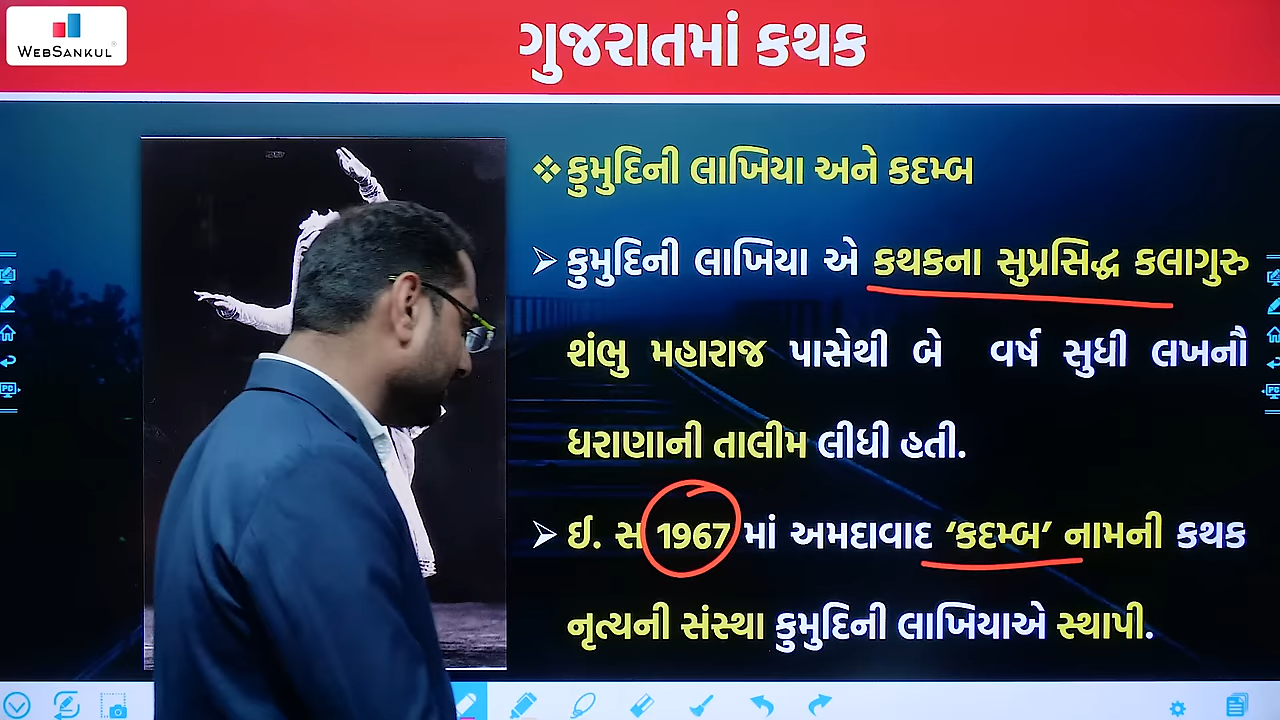 WEBSANKUL
ગુજરાતમાં કથક
કુમુદિની લાખિયા અને કદમ્બ
કુમુદિની લાખિયા એ કથકના સુપ્રસિદ્ધ કલાગુરુ
શંભુ મહારાજ પાસેથી બે વર્ષ સુધી લખનૌ
ધરાણાની તાલીમ લીધી હતી.
ઈ. સ 1967 માં અમદાવાદ ‘કદમ્બ’ નામની કથક
નૃત્યની સંસ્થા કુમુદિની લાખિયાએ સ્થાપી.